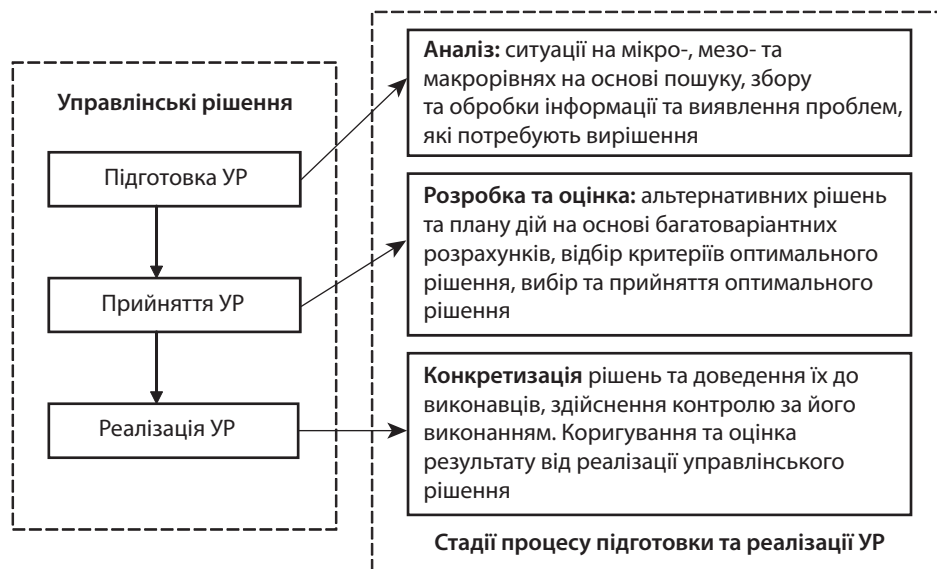 Управлінські рішення
Підготовка УР
Прийняття УР
Реалізація УР
Аналіз: ситуації на мікро-, мезо- та
макрорівнях на основі пошуку, збору
та обробки інформації та виявлення проблем,
які потребують вирішення
Розробка та оцінка: альтернативних рішень
та плану дій на основі багатоваріантних
розрахунків, відбір критеріїв оптимального
рішення, вибір та прийняття оптимального
рішення
Конкретизація рішень та доведення їх до
виконавців, здійснення контролю за його
виконанням. Коригування та оцінка
результату від реалізації управлінського
рішення
Стадії процесу підготовки та реалізації УР